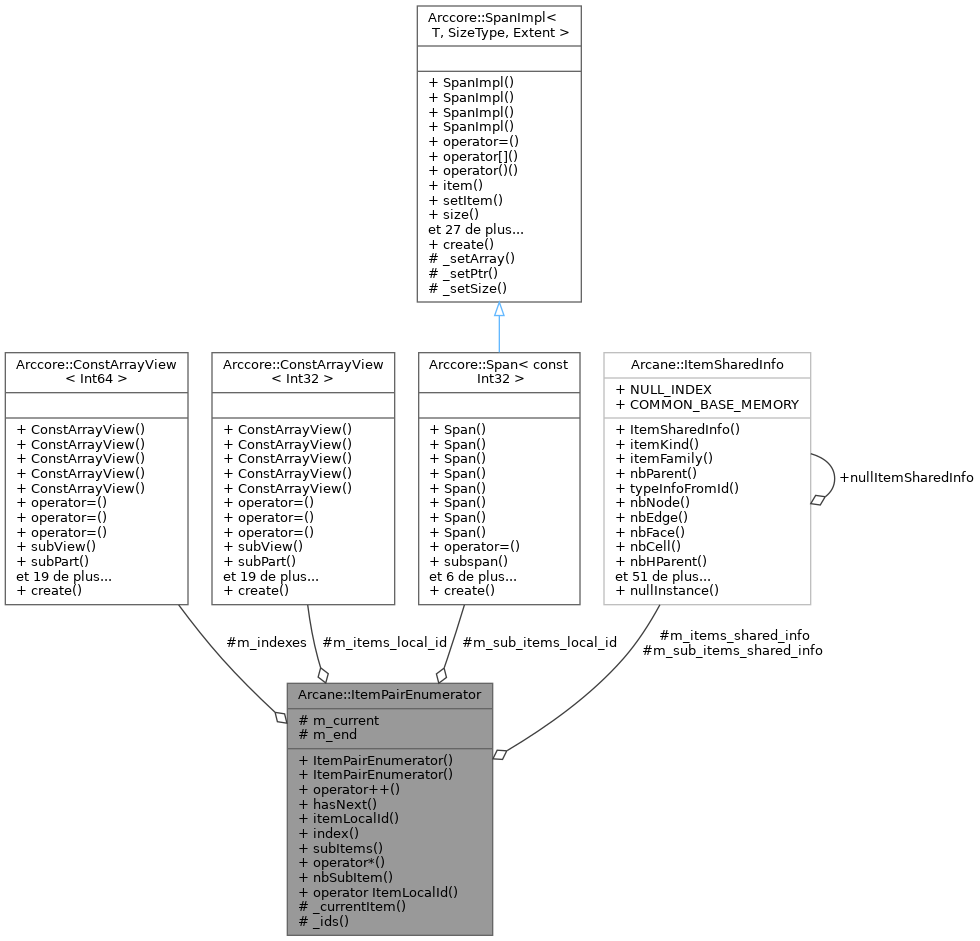 Arccore::SpanImpl<
T, SizeType, Extent >
+ SpanImpl()
+ SpanImpl()
+ SpanImpl()
+ SpanImpl()
+ operator=()
+ operator[]()
+ operator()()
+ item()
+ setItem()
+ size()
et 27 de plus...
+ create()
# _setArray()
# _setPtr()
# _setSize()
Arccore::ConstArrayView
< Int64 >
+ ConstArrayView()
+ ConstArrayView()
+ ConstArrayView()
+ ConstArrayView()
+ ConstArrayView()
+ operator=()
+ operator=()
+ operator=()
+ subView()
+ subPart()
et 19 de plus...
+ create()
Arccore::ConstArrayView
< Int32 >
+ ConstArrayView()
+ ConstArrayView()
+ ConstArrayView()
+ ConstArrayView()
+ ConstArrayView()
+ operator=()
+ operator=()
+ operator=()
+ subView()
+ subPart()
et 19 de plus...
+ create()
Arccore::Span< const
Int32 >
+ Span()
+ Span()
+ Span()
+ Span()
+ Span()
+ Span()
+ Span()
+ Span()
+ operator=()
+ subspan()
et 6 de plus...
+ create()
Arcane::ItemSharedInfo
+ NULL_INDEX
+ COMMON_BASE_MEMORY
+ ItemSharedInfo()
+ itemKind()
+ itemFamily()
+ nbParent()
+ typeInfoFromId()
+ nbNode()
+ nbEdge()
+ nbFace()
+ nbCell()
+ nbHParent()
et 51 de plus...
+ nullInstance()
+nullItemSharedInfo
#m_indexes
#m_items_local_id
#m_sub_items_local_id
#m_items_shared_info
#m_sub_items_shared_info
Arcane::ItemPairEnumerator
# m_current
# m_end
+ ItemPairEnumerator()
+ ItemPairEnumerator()
+ operator++()
+ hasNext()
+ itemLocalId()
+ index()
+ subItems()
+ operator*()
+ nbSubItem()
+ operator ItemLocalId()
# _currentItem()
# _ids()